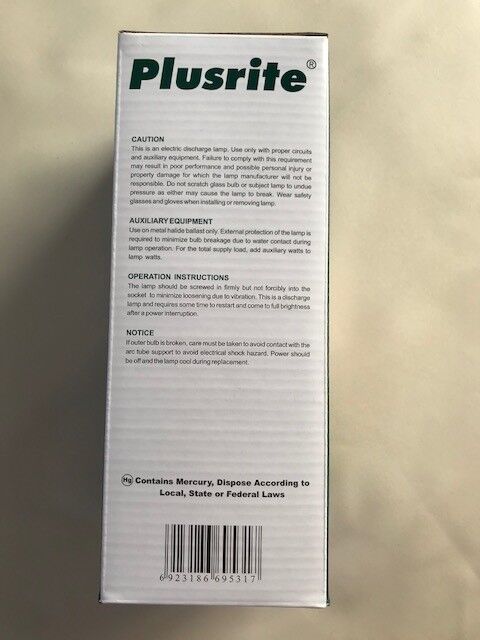 Plusrite®
CAUTION
This is an electric discharge lamp. Use only with proper circuits
and auxiliary equipment. Failure to comply with this requirement
may result in poor performance and possible personal injury or
property damage for which the lamp manufacturer will not be
responsible. Do not scratch glass bulb or subject lamp to undue
pressure as either may cause the lamp to break. Wear safety
glasses and gloves when installing or removing lamp.
AUXILIARY EQUIPMENT
Use on metal halide ballast only. External protection of the lamp is
required to minimize bulb breakage due to water contact during
lamp operation. For the total supply load, add auxiliary watts to
lamp watts.
OPERATION INSTRUCTIONS
The lamp should be screwed in firmly but not forcibly into the
socket to minimize loosening due to vibration. This is a discharge
lamp and requires some time to restart and come to full brightness
after a power interruption.
NOTICE
If outer bulb is broken, care must be taken to avoid contact with the
arc tube support to avoid electrical shock hazard. Power should
be off and the lamp cool during replacement.
Hg Contains Mercury, Dispose According to
Local, State or Federal Laws
6 923186 695317